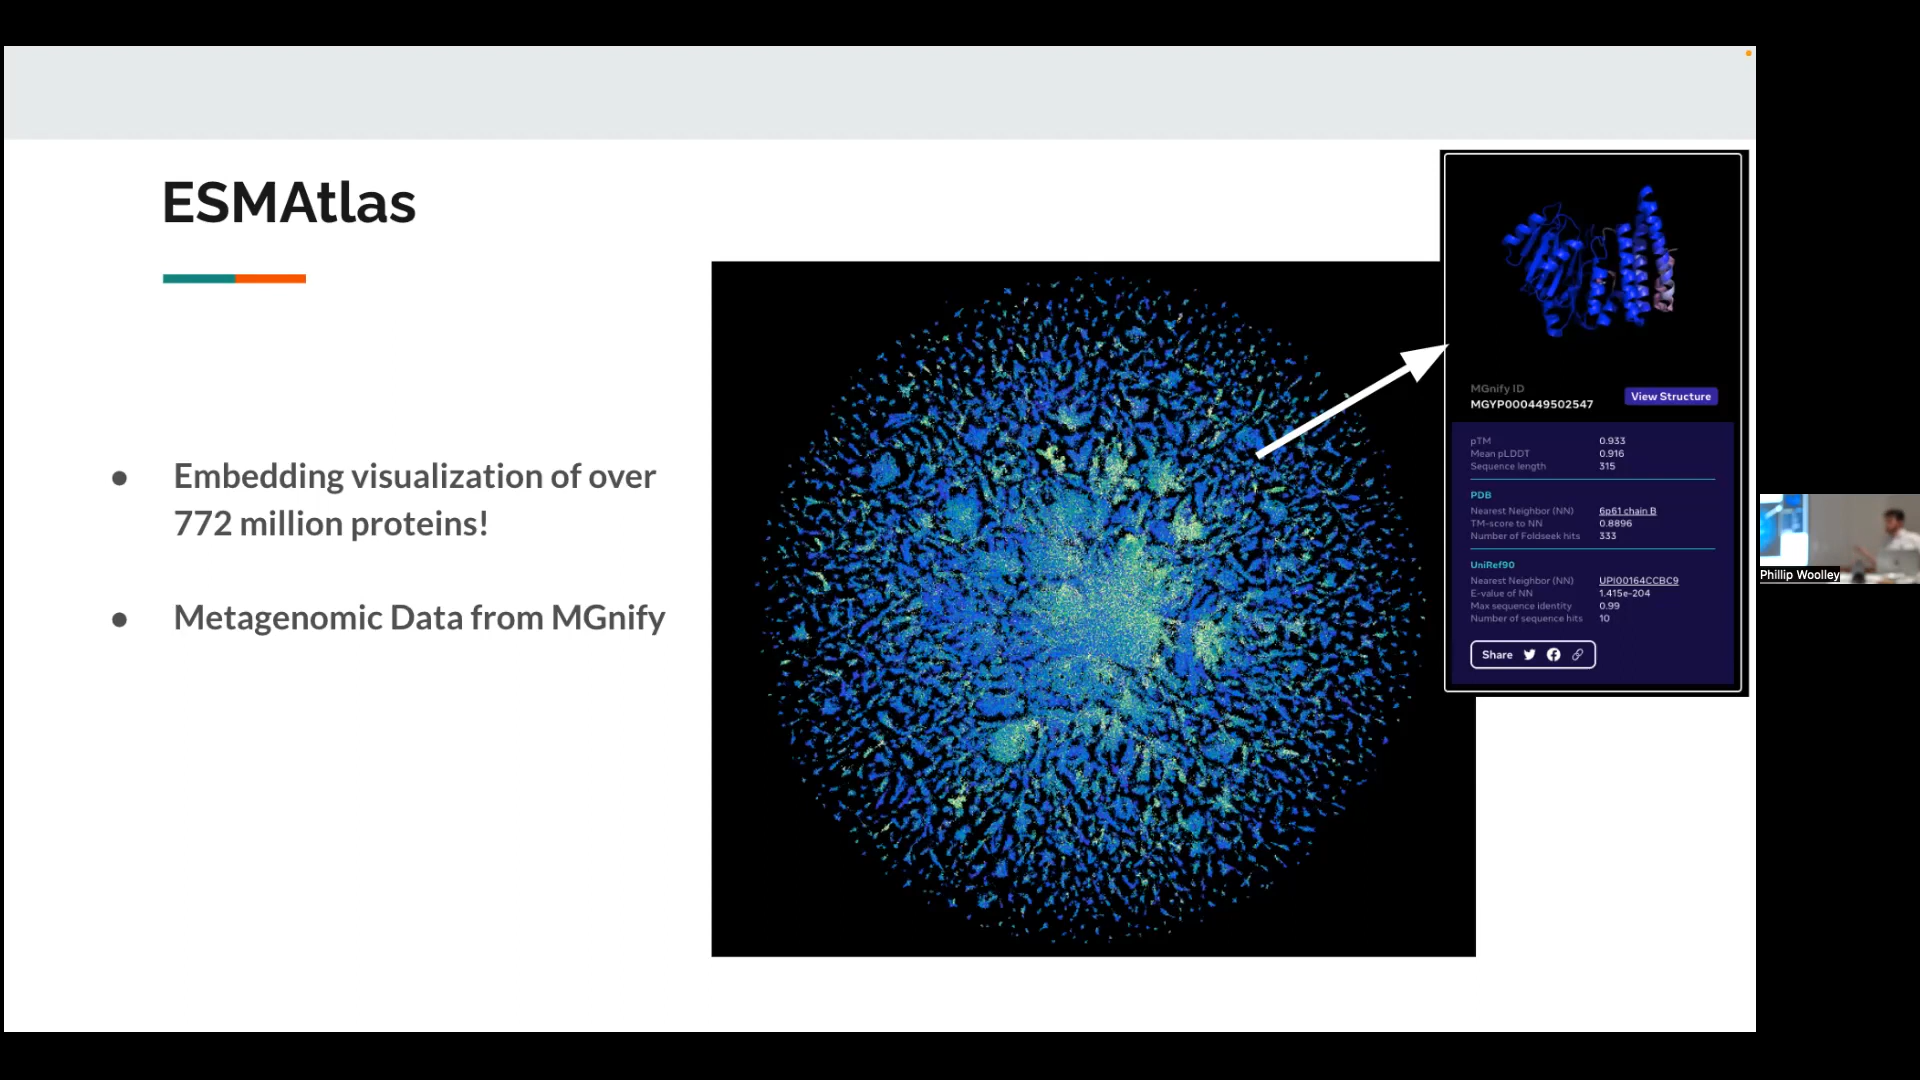 ESMAtlas
● Embedding visualization of over
772 million proteins!
● Metagenomic Data from MGnify
MGnify ID
MGYP000449502547
View Structure
pTM 0.933
Mean pLDDT 0.916
Sequence length 315
PDB
Nearest Neighbor (NN) 6p61 chain B
TM-score to NN 0.8896
Number of Foldseek hits 333
UniRef90
Nearest Neighbor (NN) UPI00164CCBC9
E-value of NN 1.415e-204
Max sequence identity 0.99
Number of sequence hits 10
Share
Phillip Woolley